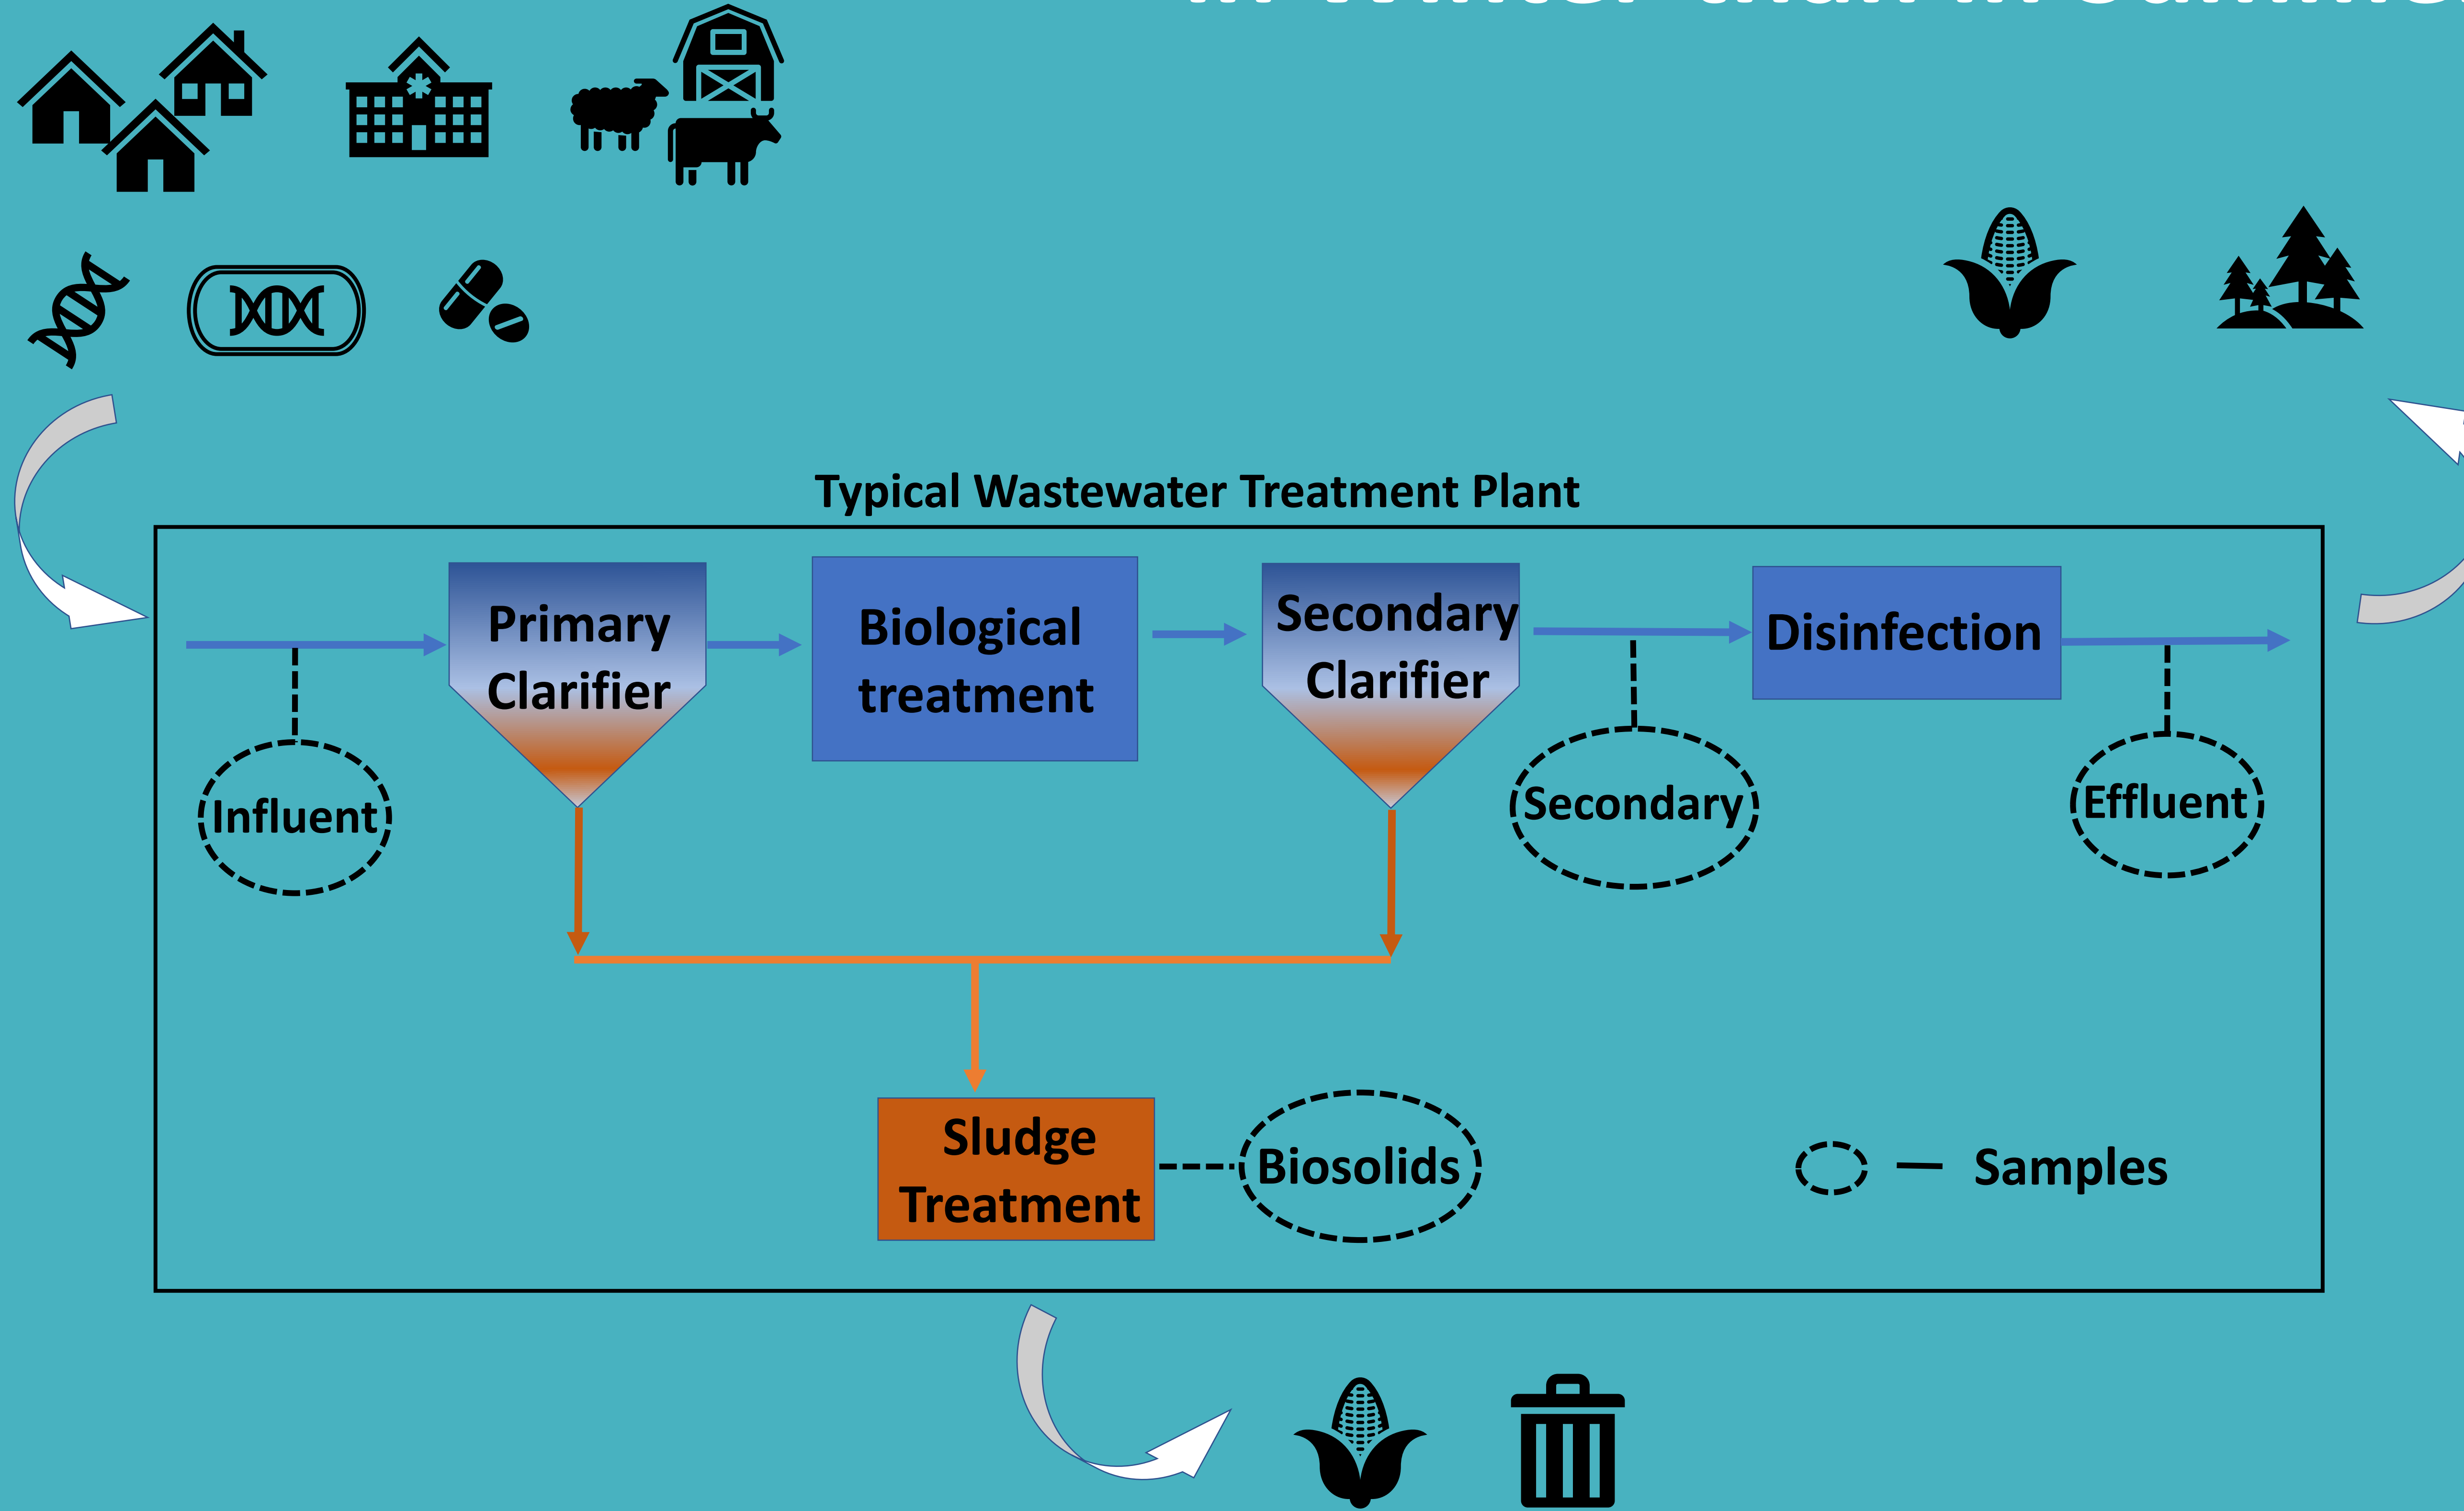 Typical Wastewater Treatment Plant
Primary
Clarifier
Biological
treatment
Secondary
Clarifier
Disinfection
Influent
Secondary
Effluent
Sludge
Treatment
Biosolids
Samples